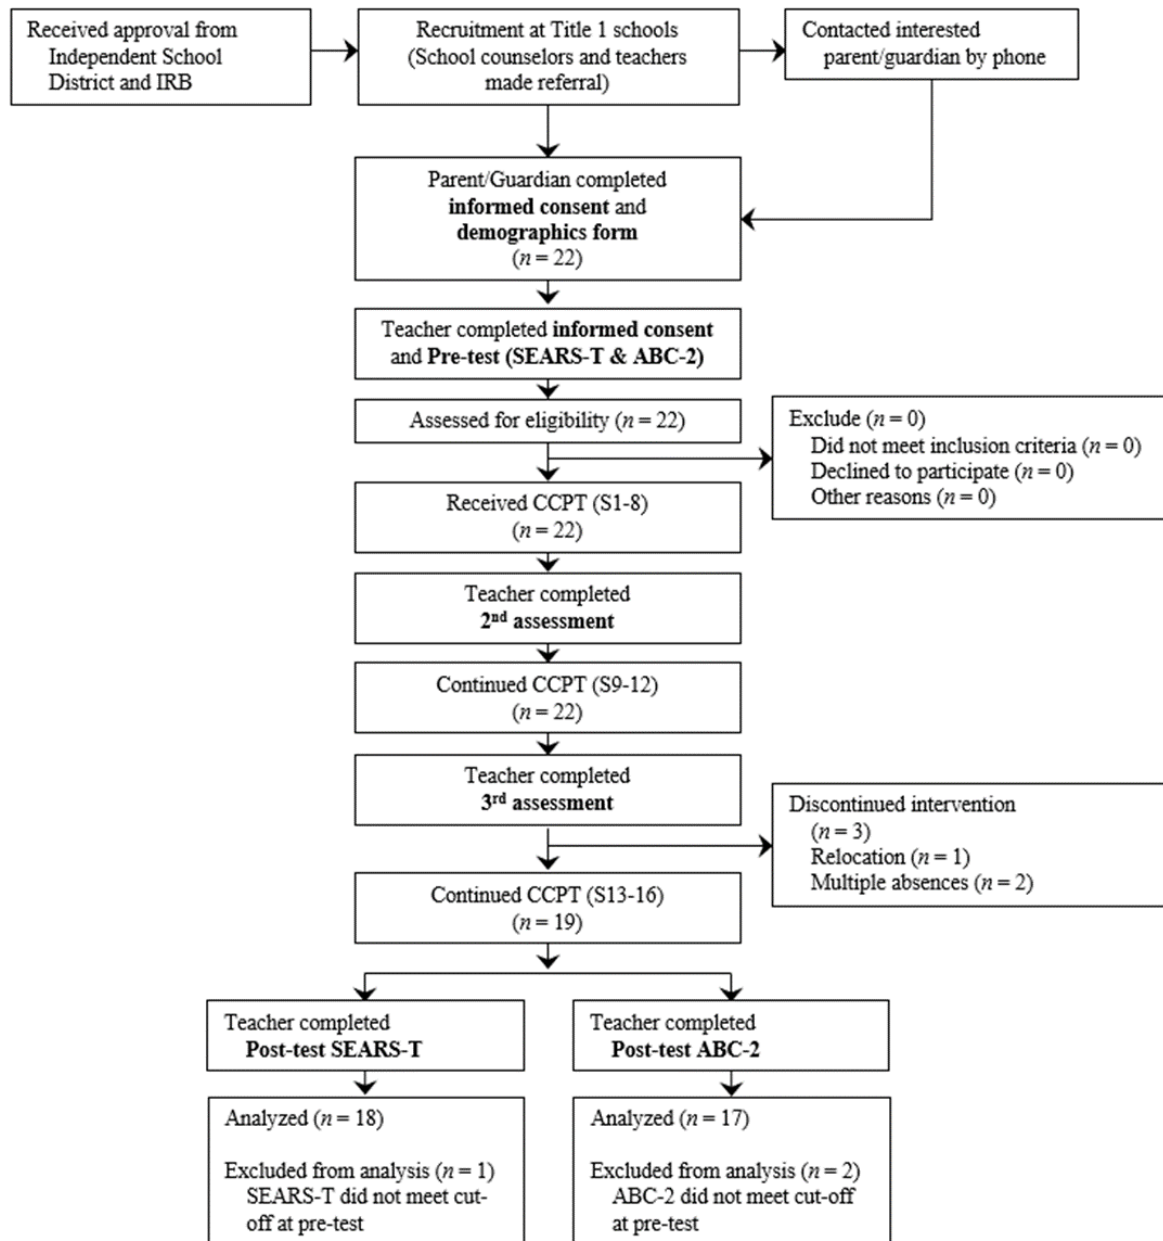 Received approval from
Independent School
District and IRB
Recruitment at Title 1 schools
(School counselors and teachers
made referral)
Contacted interested
parent/guardian by phone
Parent/Guardian completed
informed consent and
demographics form
(n = 22)
Teacher completed informed consent
and Pre-test (SEARS-T & ABC-2)
Assessed for eligibility (n = 22)
Exclude (n = 0)
Did not meet inclusion criteria (n = 0)
Declined to participate (n = 0)
Other reasons (n = 0)
Received CCPT (S1-8)
(n = 22)
Teacher completed
2nd assessment
Continued CCPT (S9-12)
(n = 22)
Teacher completed
3rd assessment
Discontinued intervention
(n = 3)
Relocation (n = 1)
Multiple absences (n = 2)
Continued CCPT (S13-16)
(n = 19)
Teacher completed
Post-test SEARS-T
Teacher completed
Post-test ABC-2
Analyzed (n = 18)
Excluded from analysis (n = 1)
SEARS-T did not meet cut-
off at pre-test
Analyzed (n = 17)
Excluded from analysis (n = 2)
ABC-2 did not meet cut-off
at pre-test